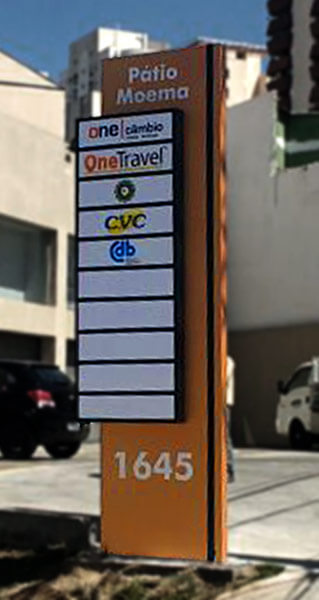 Pátio
Moema
one câmbio
OneTravel
CVC
cdb
1645